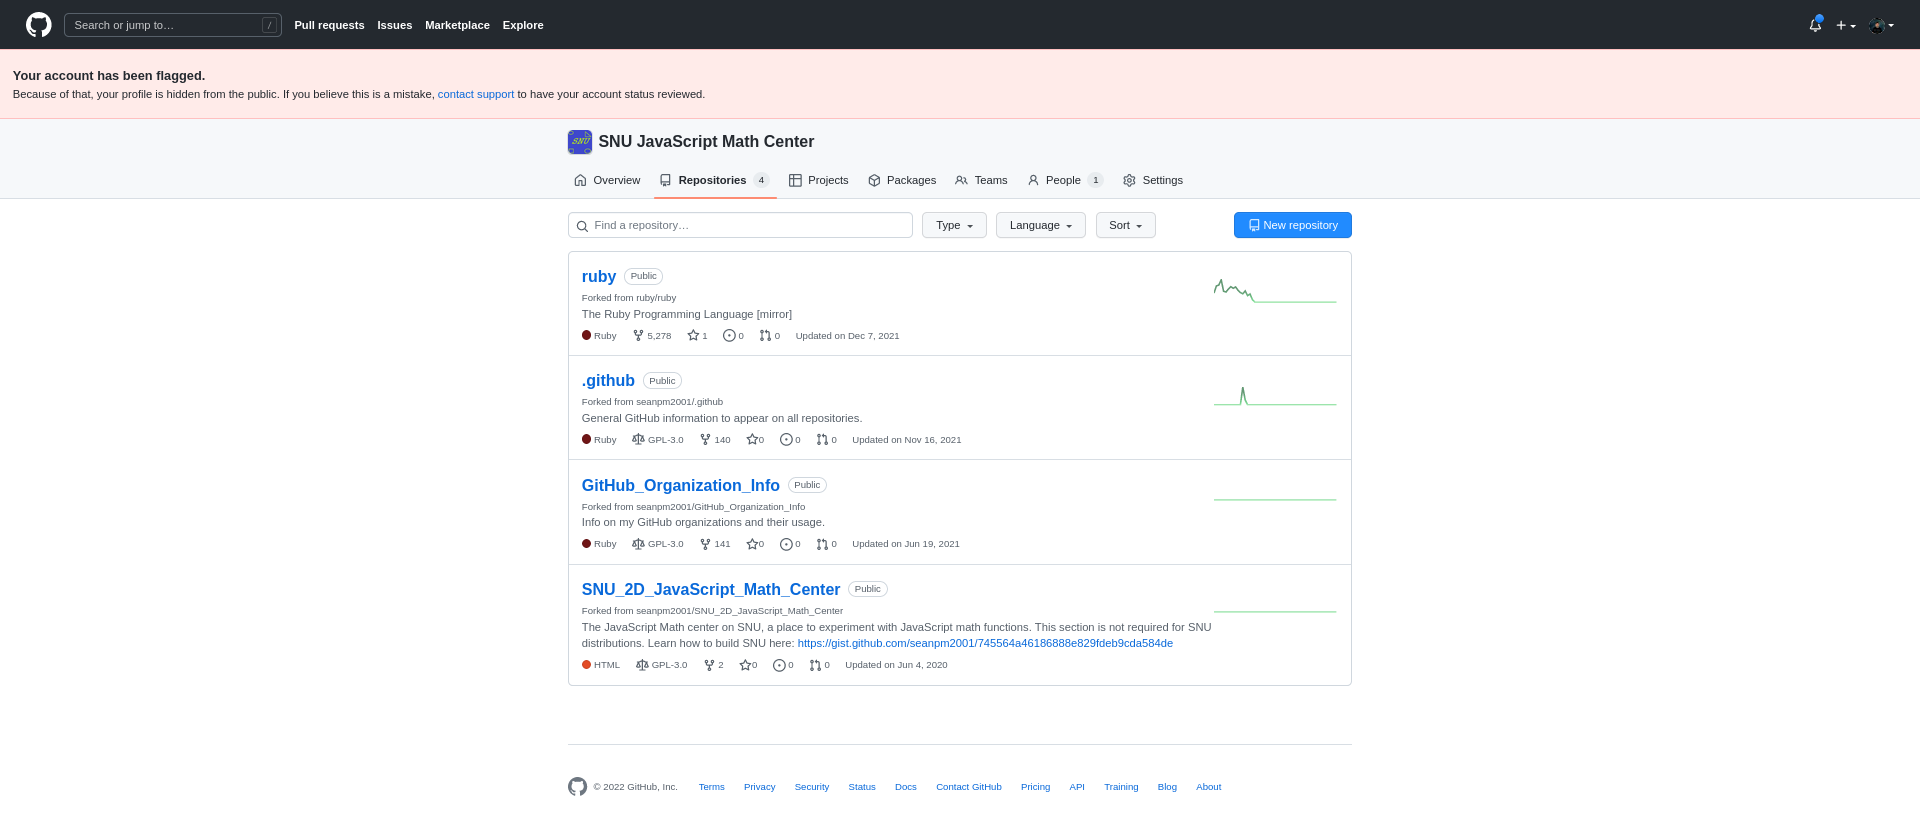 Search or jump to… /
Pull requests Issues Marketplace Explore
Your account has been flagged.
Because of that, your profile is hidden from the public. If you believe this is a mistake, contact support to have your account status reviewed.
SNU SNU JavaScript Math Center
Overview Repositories 4 Projects Packages Teams People 1 Settings
Find a repository… Type Language Sort New repository
ruby Public
Forked from ruby/ruby
The Ruby Programming Language [mirror]
Ruby 5,278 1 0 0 Updated on Dec 7, 2021
.github Public
Forked from seanpm2001/.github
General GitHub information to appear on all repositories.
Ruby GPL-3.0 140 0 0 0 Updated on Nov 16, 2021
GitHub_Organization_Info Public
Forked from seanpm2001/GitHub_Organization_Info
Info on my GitHub organizations and their usage.
Ruby GPL-3.0 141 0 0 0 Updated on Jun 19, 2021
SNU_2D_JavaScript_Math_Center Public
Forked from seanpm2001/SNU_2D_JavaScript_Math_Center
The JavaScript Math center on SNU, a place to experiment with JavaScript math functions. This section is not required for SNU
distributions. Learn how to build SNU here: https://gist.github.com/seanpm2001/745564a46186888e829fdeb9cda584de
HTML GPL-3.0 2 0 0 0 Updated on Jun 4, 2020
© 2022 GitHub, Inc. Terms Privacy Security Status Docs Contact GitHub Pricing API Training Blog About